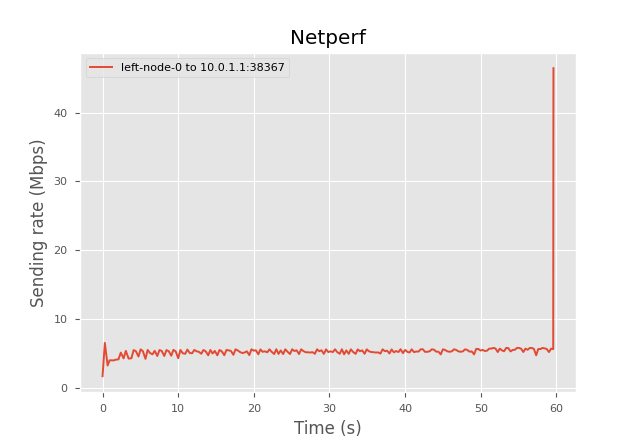 Netperf
left-node-0 to 10.0.1.1:38367
Sending rate (Mbps)
40
30
20
10
0
0 10 20 30 40 50 60
Time (s)